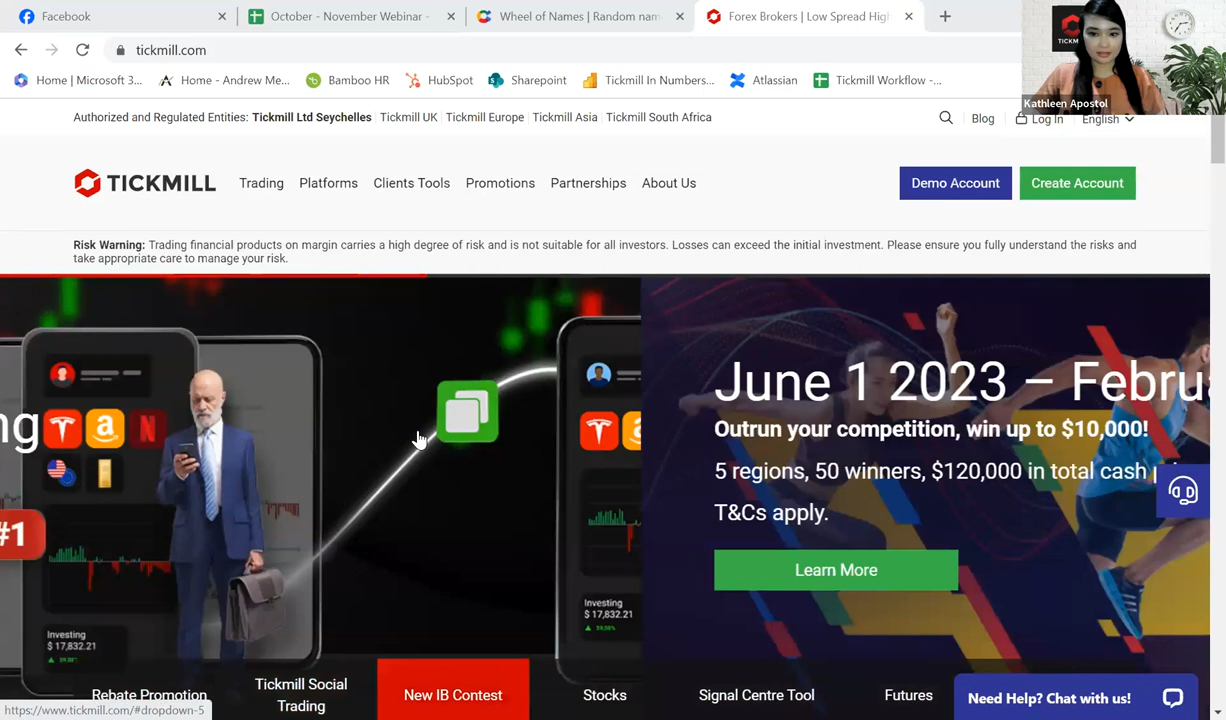 Facebook
October - November Webinar -
Wheel of Names | Random nam
Forex Brokers | Low Spread High
tickmill.com
Home | Microsoft 3...
Home - Andrew Me...
Bamboo HR
HubSpot
Sharepoint
Tickmill In Numbers...
Atlassian
Tickmill Workflow -...
TICKM
Kathleen Apostol
Authorized and Regulated Entities: Tickmill Ltd Seychelles Tickmill UK Tickmill Europe Tickmill Asia Tickmill South Africa
Blog
Log In
English
TICKMILL
Trading
Platforms
Clients Tools
Promotions
Partnerships
About Us
Demo Account
Create Account
Risk Warning: Trading financial products on margin carries a high degree of risk and is not suitable for all investors. Losses can exceed the initial investment. Please ensure you fully understand the risks and
take appropriate care to manage your risk.
ng
#1
Investing
$ 17,832.21
Investing
$ 17,832.21
June 1 2023 – Februa
Outrun your competition, win up to $10,000!
5 regions, 50 winners, $120,000 in total cash
T&Cs apply.
Learn More
Rebate Promotion
Tickmill Social
Trading
New IB Contest
Stocks
Signal Centre Tool
Futures
Need Help? Chat with us!
https://www.tickmill.com/#dropdown-5